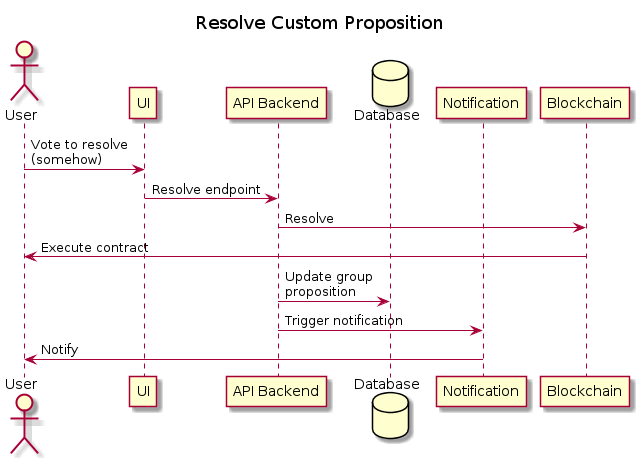 Resolve Custom Proposition
User
UI
API Backend
Database
Notification
Blockchain
Vote to resolve
(somehow)
Resolve endpoint
Resolve
Execute contract
Update group
proposition
Trigger notification
Notify
User
UI
API Backend
Database
Notification
Blockchain